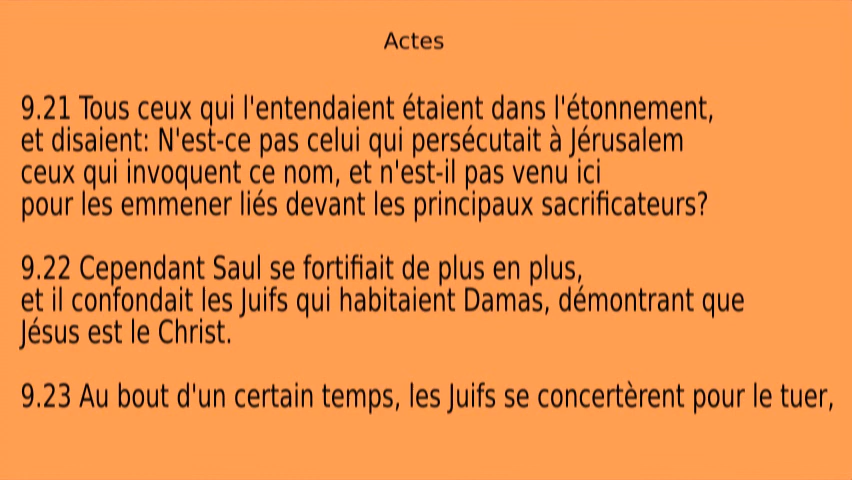 Actes
9.21 Tous ceux qui l'entendaient étaient dans l'étonnement,
et disaient: N'est-ce pas celui qui persécutait à Jérusalem
ceux qui invoquent ce nom, et n'est-il pas venu ici
pour les emmener liés devant les principaux sacrificateurs?
9.22 Cependant Saul se fortifiait de plus en plus,
et il confondait les Juifs qui habitaient Damas, démontrant que
Jésus est le Christ.
9.23 Au bout d'un certain temps, les Juifs se concertèrent pour le tuer,